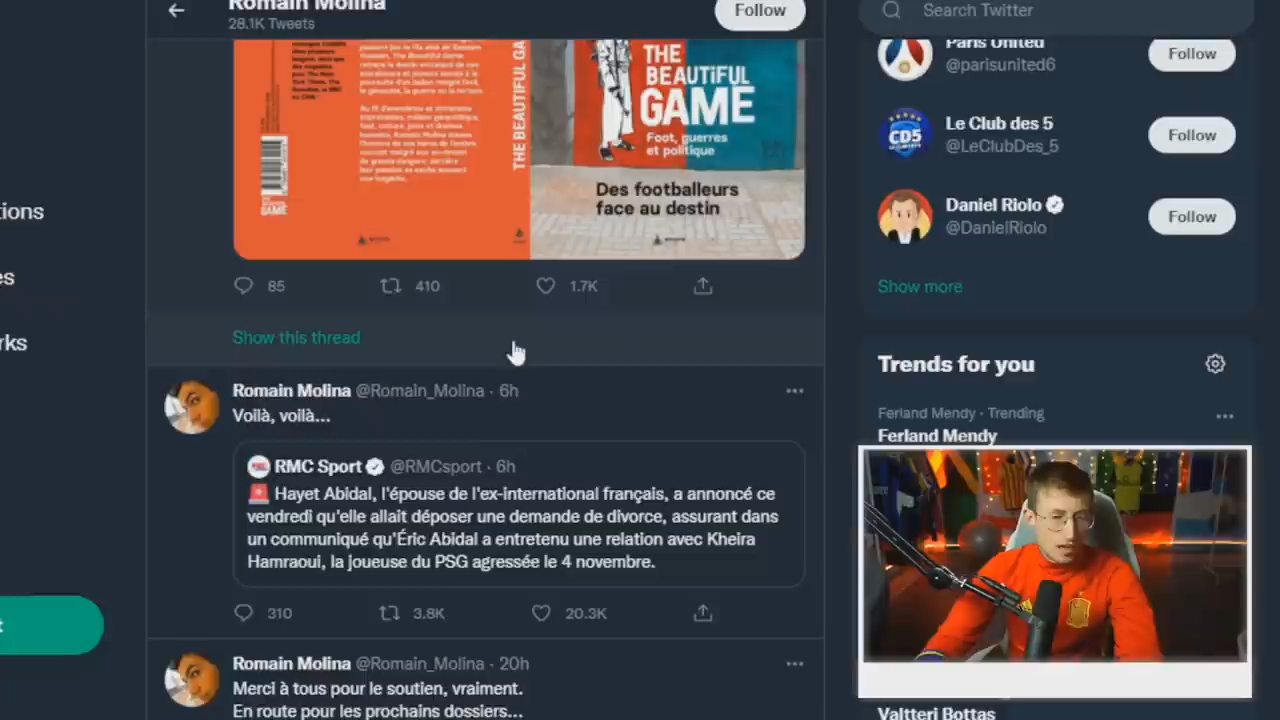 Romain Molina
28.1K Tweets
Follow
THE BEAUTIFUL GA
THE
BEAUTIFUL
GAME
Foot, guerres
et politique
Des footballeurs
face au destin
85
410
1.7K
Show this thread
Romain Molina @Romain_Molina · 6h
Voilà, voilà...
RMC Sport @RMCsport · 6h
🚨 Hayet Abidal, l'épouse de l'ex-international français, a annoncé ce
vendredi qu'elle allait déposer une demande de divorce, assurant dans
un communiqué qu'Éric Abidal a entretenu une relation avec Kheira
Hamraoui, la joueuse du PSG agressée le 4 novembre.
310
3.8K
20.3K
Romain Molina @Romain_Molina · 20h
Merci à tous pour le soutien, vraiment.
En route pour les prochains dossiers...
tions
es
rks
t
Search Twitter
Paris United
@parisunited6
Follow
CD5
Le Club des 5
@LeClubDes_5
Follow
Daniel Riolo
@DanielRiolo
Follow
Show more
Trends for you
Ferland Mendy · Trending
Ferland Mendy
Valtteri Bottas